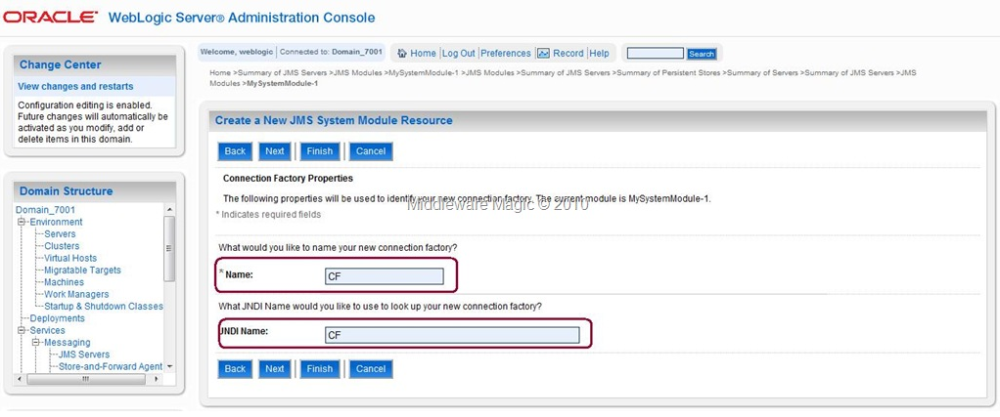 ORACLE® WebLogic Server® Administration Console
Change Center
View changes and restarts
Configuration editing is enabled.
Future changes will automatically be
activated as you modify, add or
delete items in this domain.
Domain Structure
Domain_7001
Environment
Servers
Clusters
Virtual Hosts
Migratable Targets
Machines
Work Managers
Startup & Shutdown Classes
Deployments
Services
Messaging
JMS Servers
Store-and-Forward Agent
Welcome, weblogic Connected to: Domain_7001 Home Log Out Preferences Record Help Search
Home >Summary of JMS Servers >JMS Modules >MySystemModule-1 >JMS Modules >Summary of JMS Servers >Summary of Persistent Stores >Summary of Servers >Summary of JMS Servers >JMS
Modules >MySystemModule-1
Create a New JMS System Module Resource
Back Next Finish Cancel
Connection Factory Properties
The following properties will be used to identify your new connection factory. The current module is MySystemModule-1.
Middleware Magic © 2010
* Indicates required fields
What would you like to name your new connection factory?
* Name: CF
What JNDI Name would you like to use to look up your new connection factory?
JNDI Name: CF
Back Next Finish Cancel